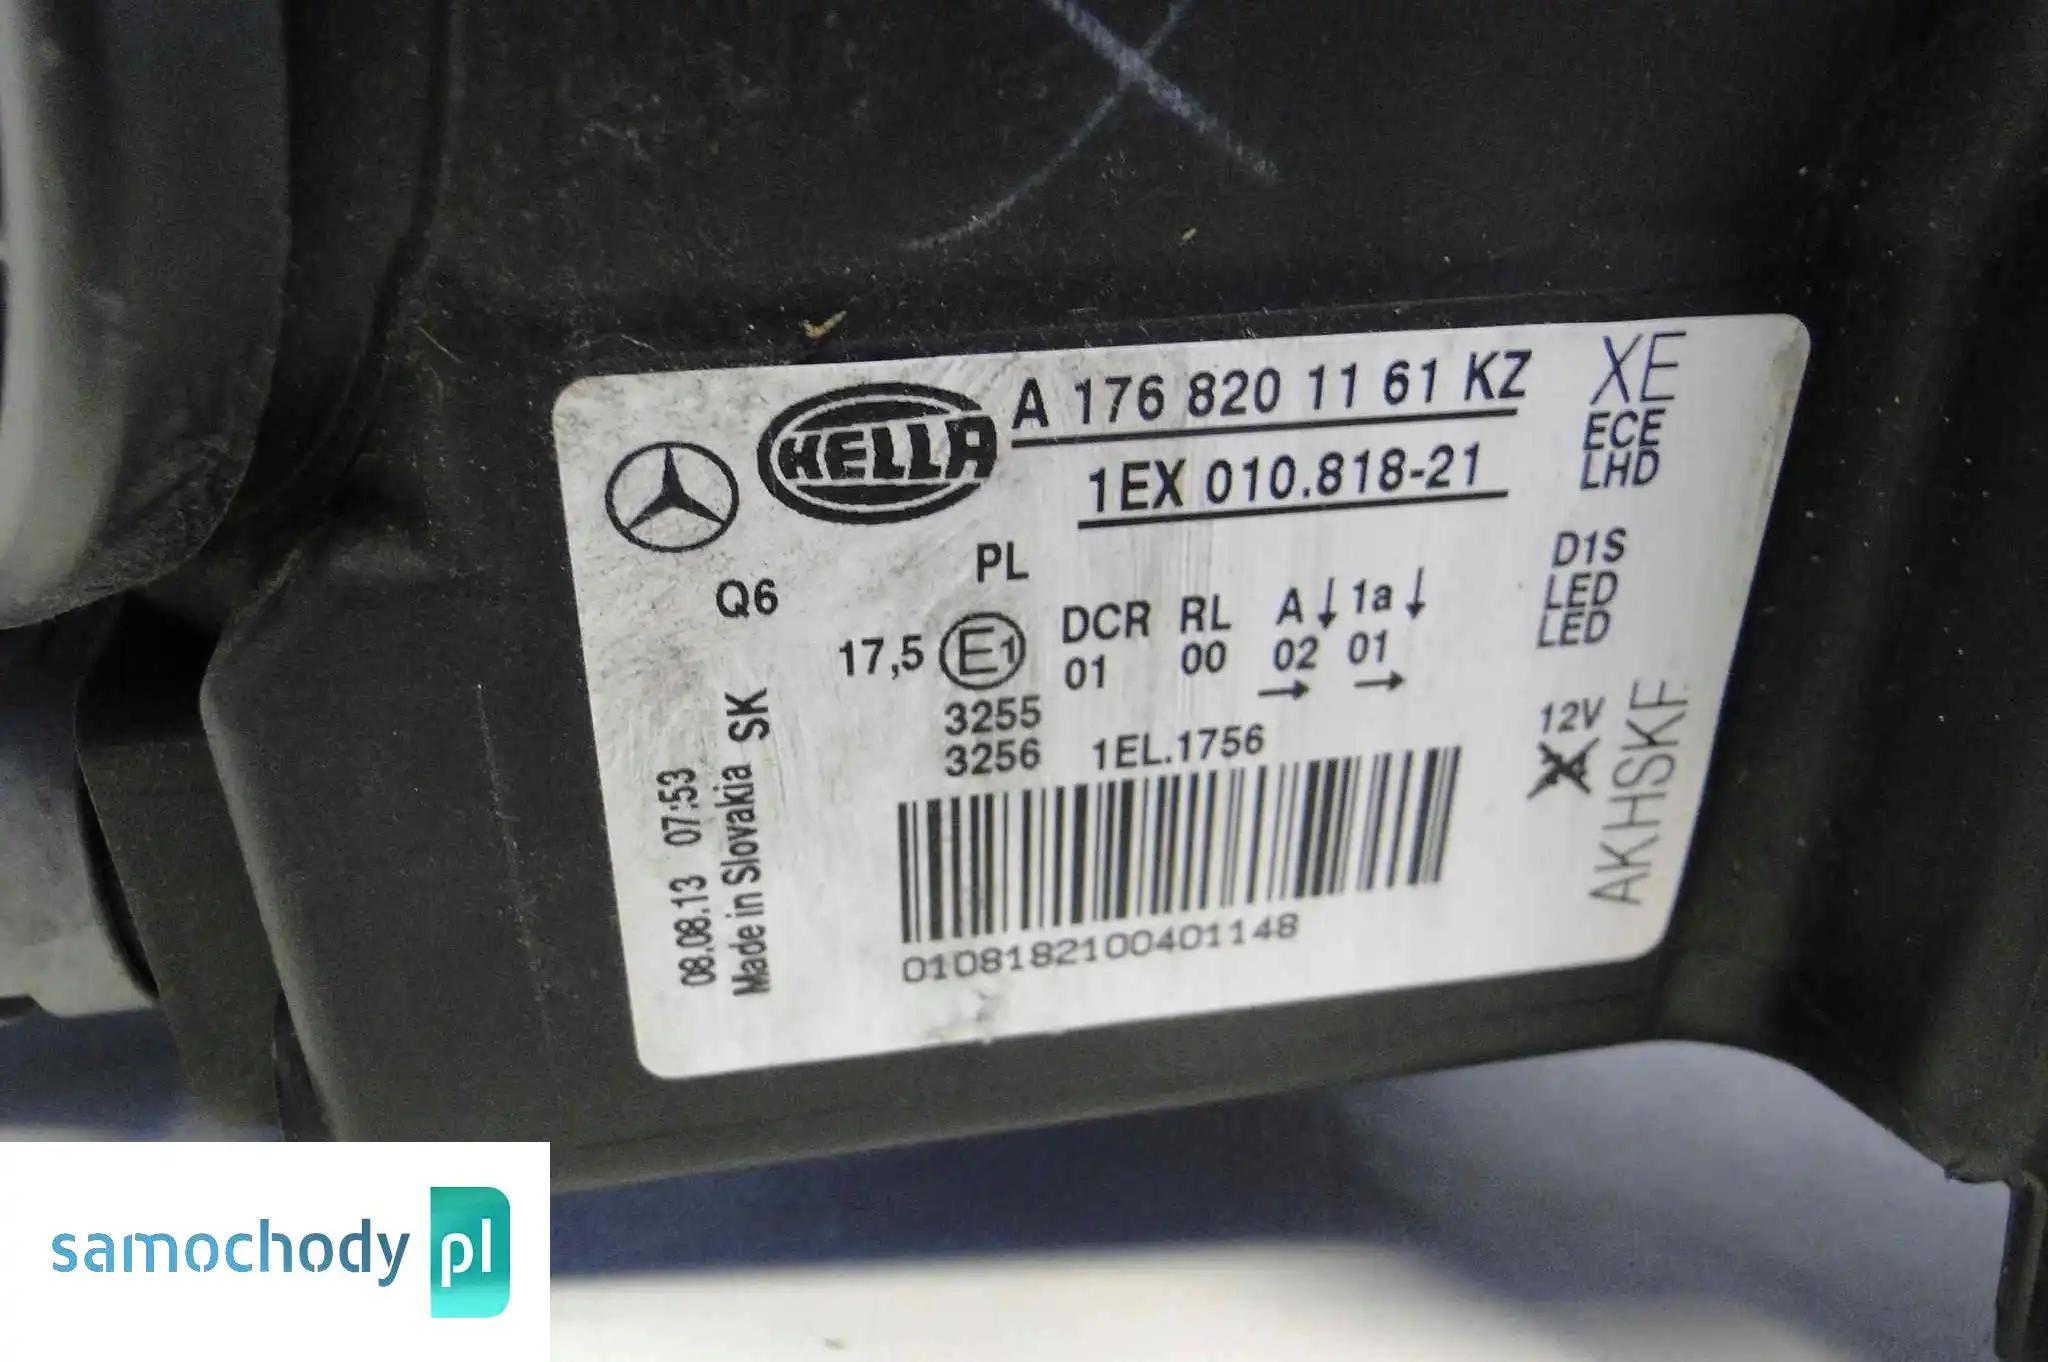 HELLA
A 176 820 11 61 KZ
1EX 010.818-21
XE
ECE
LHD
Q6
PL
17,5 E1
DCR RL A↓ 1a↓
01 00 02 01
→ →
3255
3256 1EL.1756
D1S
LED
LED
12V
AKHSKF
08.08.13 07:53
Made in Slovakia SK
0108182100401148
samochody pl